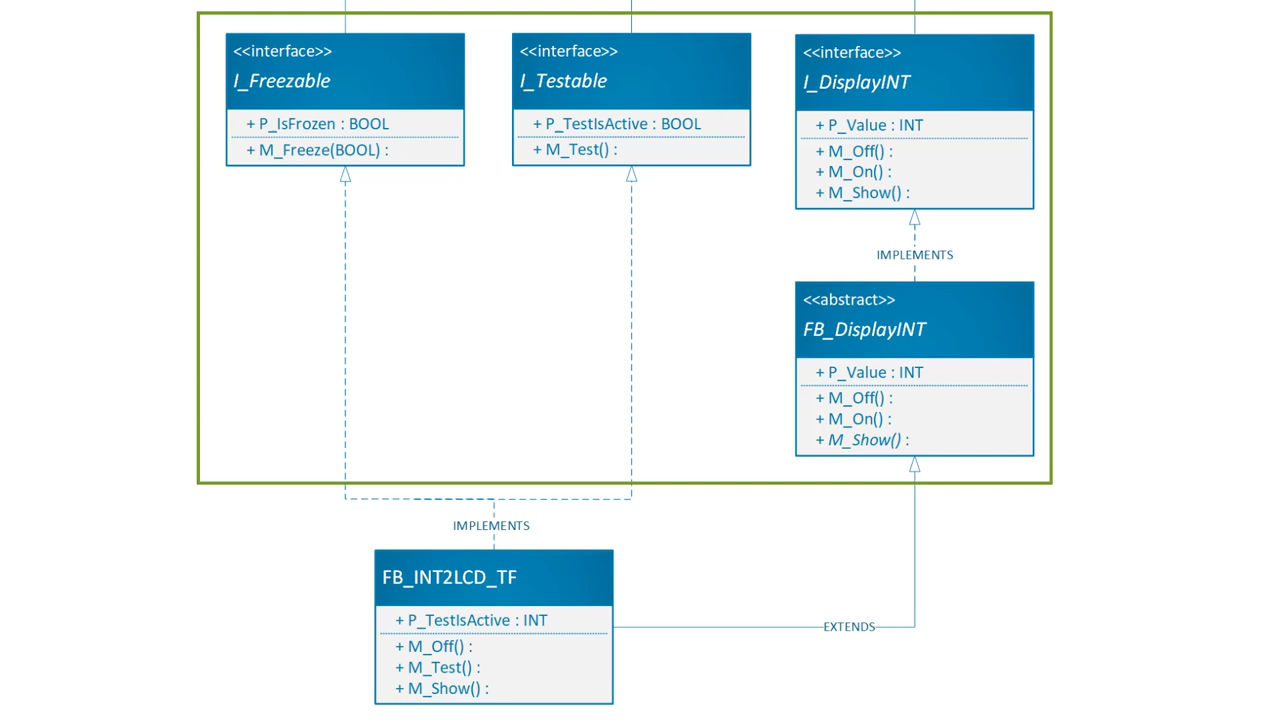 <<interface>>
I_Freezable
+ P_IsFrozen : BOOL
+ M_Freeze(BOOL) :
<<interface>>
I_Testable
+ P_TestIsActive : BOOL
+ M_Test() :
<<interface>>
I_DisplayINT
+ P_Value : INT
+ M_Off() :
+ M_On() :
+ M_Show() :
IMPLEMENTS
<<abstract>>
FB_DisplayINT
+ P_Value : INT
+ M_Off() :
+ M_On() :
+ M_Show() :
IMPLEMENTS
FB_INT2LCD_TF
+ P_TestIsActive : INT
+ M_Off() :
+ M_Test() :
+ M_Show() :
EXTENDS